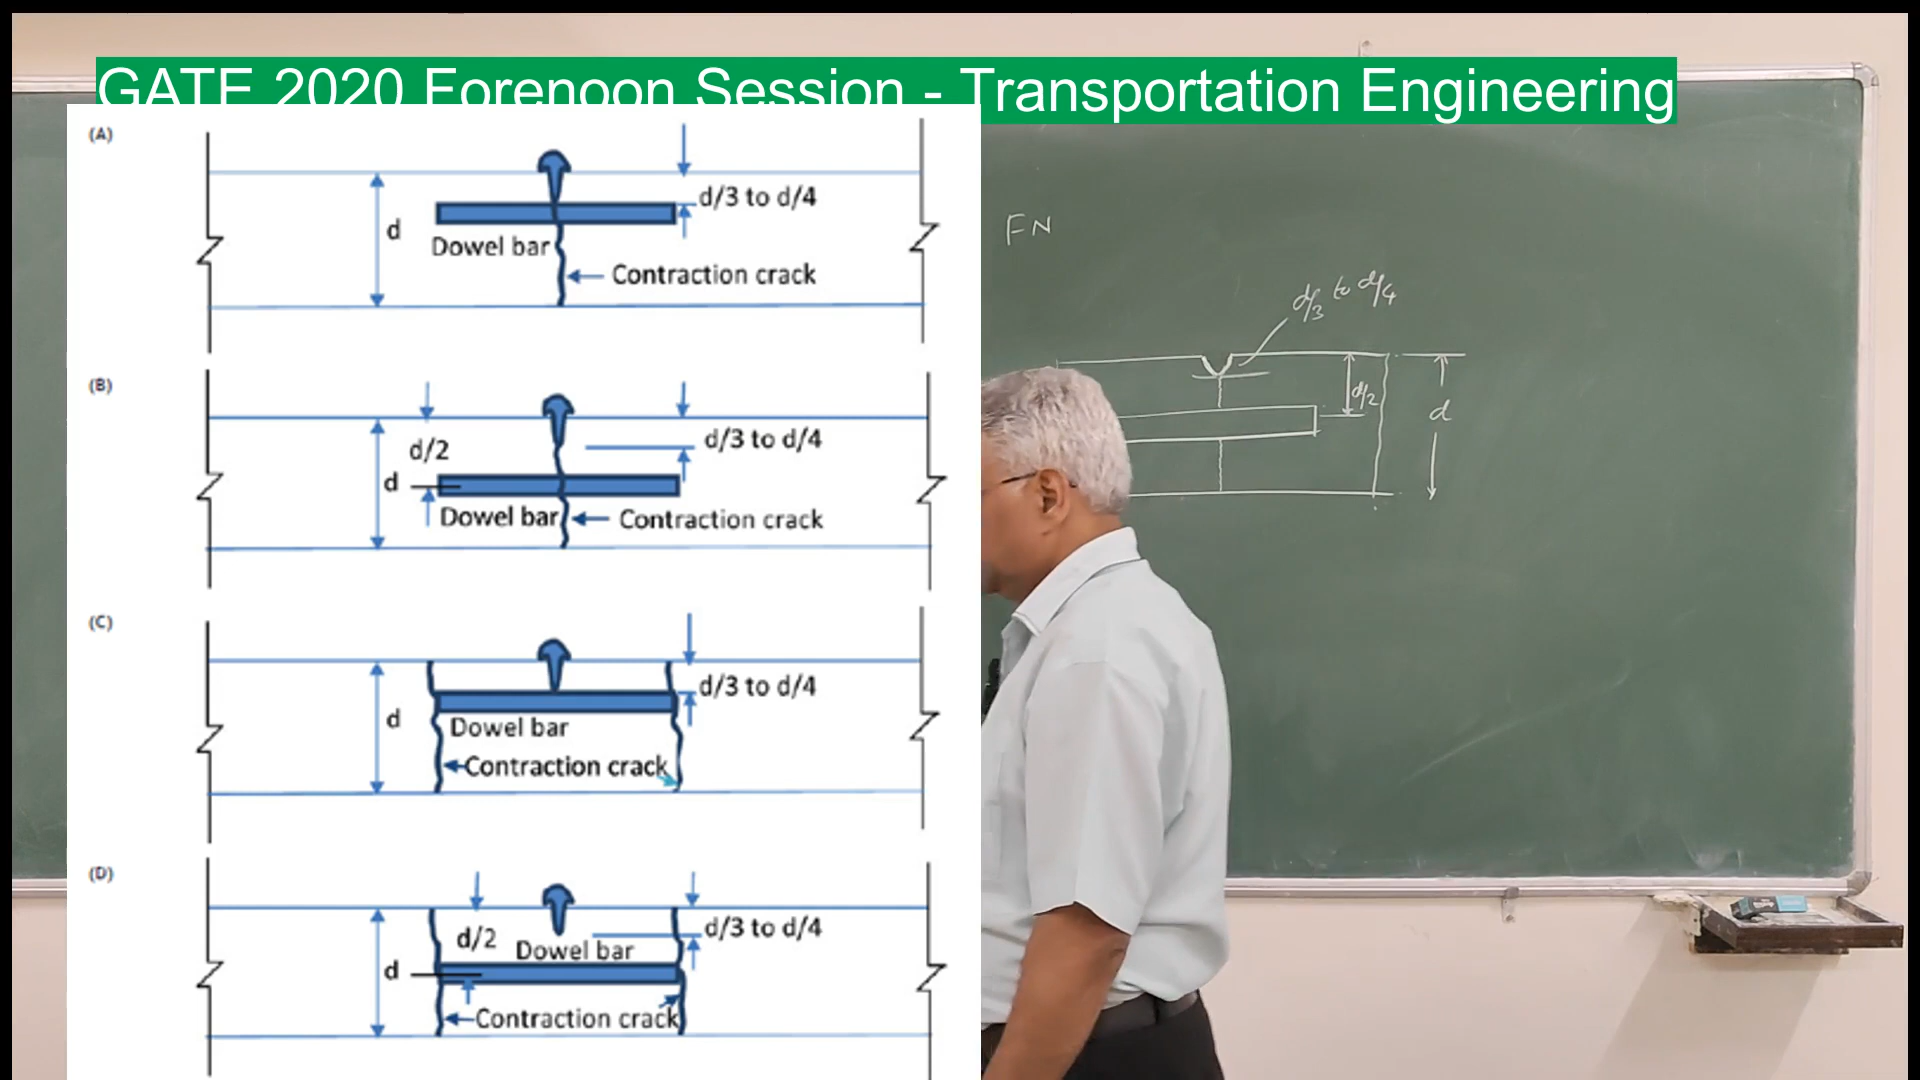 GATE 2020 Forenoon Session - Transportation Engineering
(A)
d/3 to d/4
d
Dowel bar
Contraction crack
(B)
d/3 to d/4
d/2
d
Dowel bar
Contraction crack
(C)
d/3 to d/4
d
Dowel bar
Contraction crack
(D)
d/3 to d/4
d/2
Dowel bar
d
Contraction crack
FN
d/3 to d/4
d/2
d